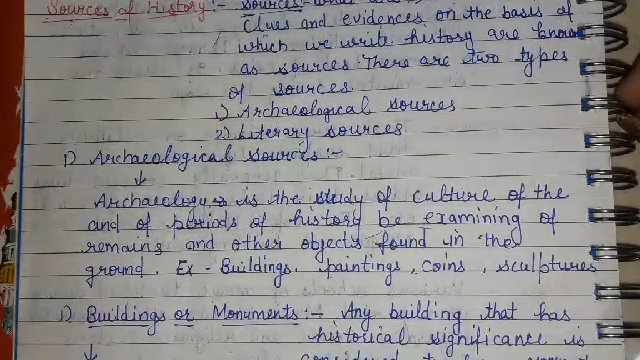 Sources of History :- Sources
Clues and evidences on the basis of
which we write history are known
as sources. There are two types
of sources.
1) Archaeological sources
2) Literary sources
1) Archaeological sources :-
↓
Archaeology is the study of culture of the
and of periods of history be examining of
remains and other objects found in the
ground. Ex - Buildings, paintings, coins, sculptures
1) Buildings or Monuments :- Any building that has
↓ historical significance is
considered